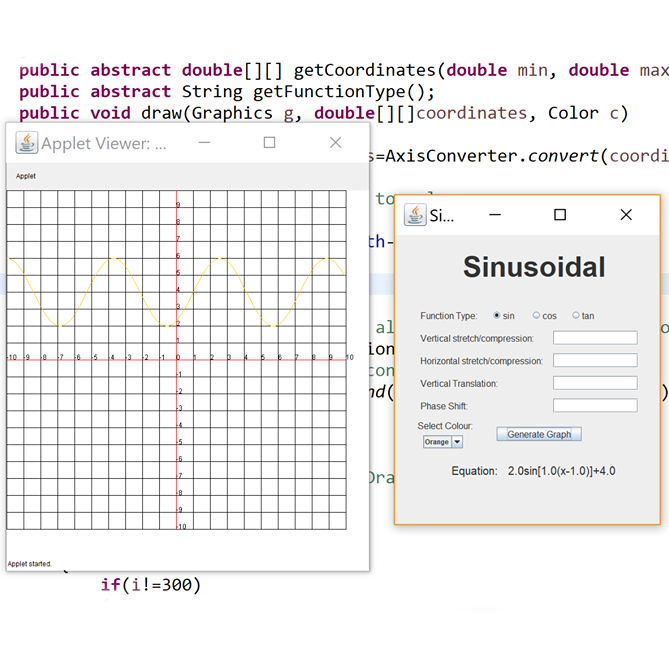 public abstract double[][] getCoordinates(double min, double max
public abstract String getFunctionType();
public void draw(Graphics g, double[][]coordinates, Color c)
Applet Viewer: ...
s=AxisConverter.convert(coordi
Applet
9
8
7
6
5
4
3
2
1
-10 -9 -8 -7 -6 -5 -4 -3 -2 -1 0 1 2 3 4 5 6 7 8 9 10
-1
-2
-3
-4
-5
-6
-7
-8
-9
-10
Applet started.
to
th-
al
ion
con
nd(
)
Dra
if(i!=300)
Si...
Sinusoidal
Function Type: sin cos tan
Vertical stretch/compression:
Horizontal stretch/compression:
Vertical Translation:
Phase Shift:
Select Colour:
Orange
Generate Graph
Equation: 2.0sin[1.0(x-1.0)]+4.0